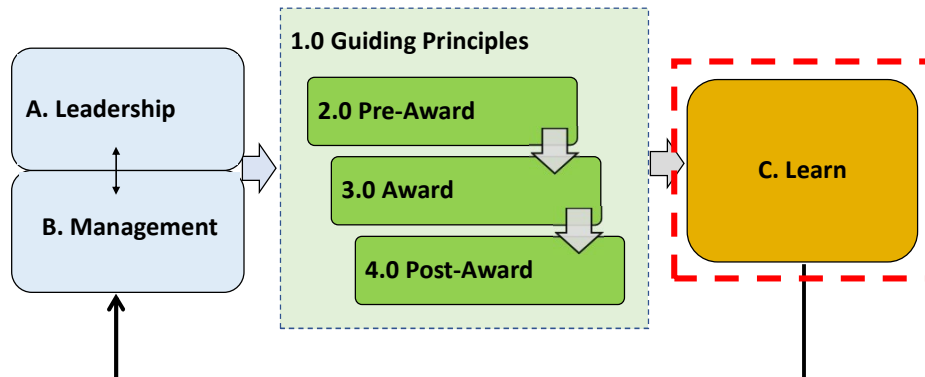 1.0 Guiding Principles
A. Leadership
2.0 Pre-Award
3.0 Award
C. Learn
B. Management
4.0 Post-Award